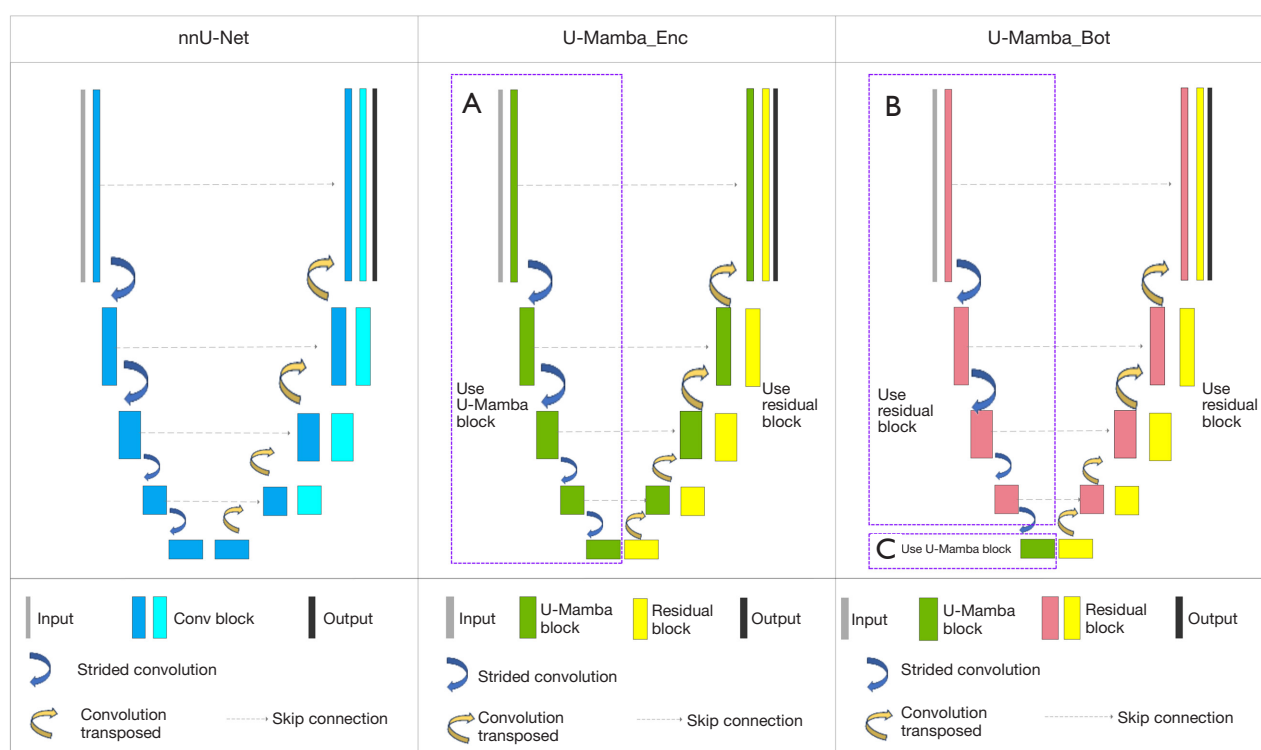 nnU-Net
U-Mamba_Enc
U-Mamba_Bot
A
Use
U-Mamba
block
Use
residual
block
B
Use
residual
block
Use
residual
block
C
Use U-Mamba block
Input
Conv block
Output
Strided convolution
Convolution
transposed
Skip connection
Input
U-Mamba
block
Residual
block
Output
Strided convolution
Convolution
transposed
Skip connection
Input
U-Mamba
block
Residual
block
Output
Strided convolution
Convolution
transposed
Skip connection